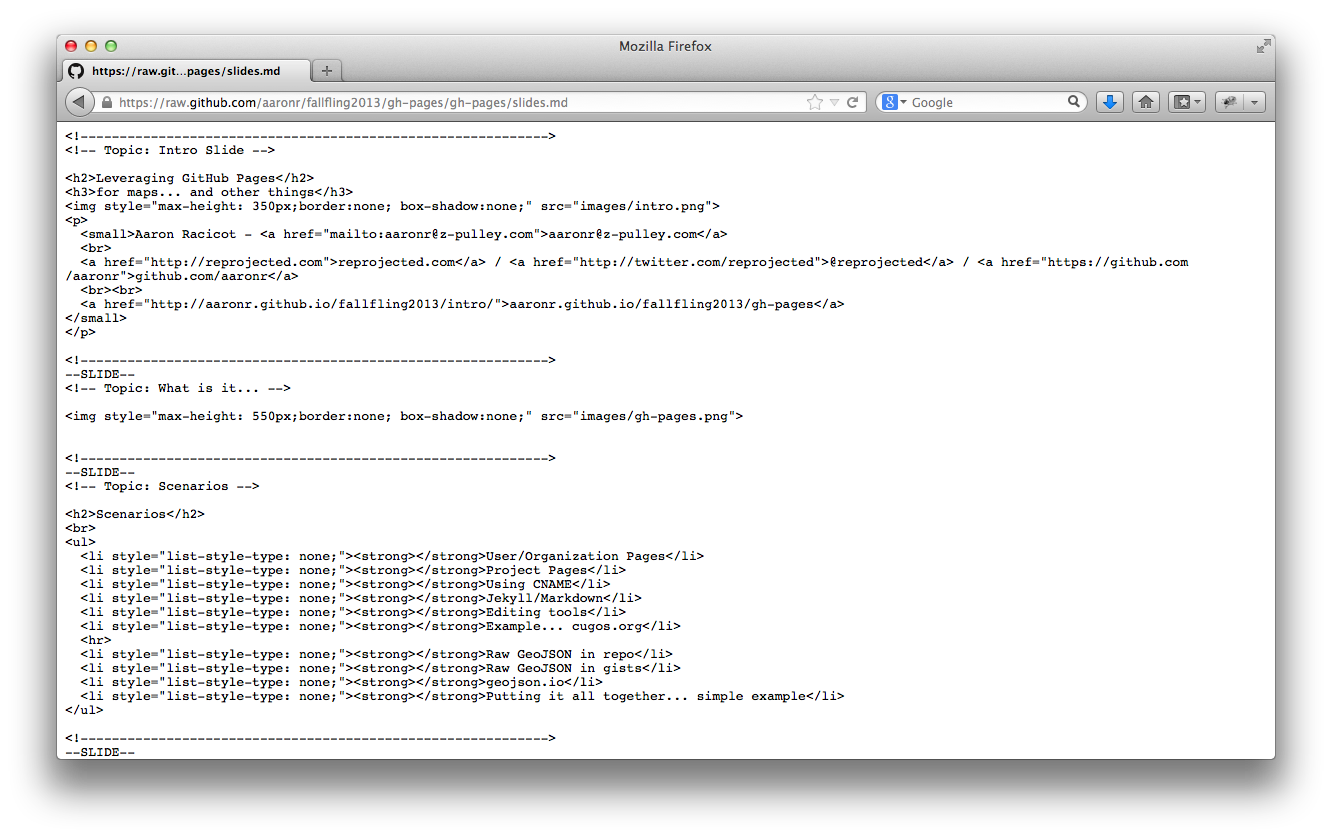 Mozilla Firefox
https://raw.git...pages/slides.md
https://raw.github.com/aaronr/fallfling2013/gh-pages/gh-pages/slides.md
Google
<!------------------------------------------------------------>
<!-- Topic: Intro Slide -->
<h2>Leveraging GitHub Pages</h2>
<h3>for maps... and other things</h3>
<img style="max-height: 350px;border:none; box-shadow:none;" src="images/intro.png">
<p>
  <small>Aaron Racicot - <a href="mailto:aaronr@z-pulley.com">aaronr@z-pulley.com</a>
  <br>
  <a href="http://reprojected.com">reprojected.com</a> / <a href="http://twitter.com/reprojected">@reprojected</a> / <a href="https://github.com
/aaronr">github.com/aaronr</a>
  <br><br>
  <a href="http://aaronr.github.io/fallfling2013/intro/">aaronr.github.io/fallfling2013/gh-pages</a>
</small>
</p>
<!------------------------------------------------------------>
--SLIDE--
<!-- Topic: What is it... -->
<img style="max-height: 550px;border:none; box-shadow:none;" src="images/gh-pages.png">
<!------------------------------------------------------------>
--SLIDE--
<!-- Topic: Scenarios -->
<h2>Scenarios</h2>
<br>
<ul>
  <li style="list-style-type: none;"><strong></strong>User/Organization Pages</li>
  <li style="list-style-type: none;"><strong></strong>Project Pages</li>
  <li style="list-style-type: none;"><strong></strong>Using CNAME</li>
  <li style="list-style-type: none;"><strong></strong>Jekyll/Markdown</li>
  <li style="list-style-type: none;"><strong></strong>Editing tools</li>
  <li style="list-style-type: none;"><strong></strong>Example... cugos.org</li>
  <hr>
  <li style="list-style-type: none;"><strong></strong>Raw GeoJSON in repo</li>
  <li style="list-style-type: none;"><strong></strong>Raw GeoJSON in gists</li>
  <li style="list-style-type: none;"><strong></strong>geojson.io</li>
  <li style="list-style-type: none;"><strong></strong>Putting it all together... simple example</li>
</ul>
<!------------------------------------------------------------>
--SLIDE--